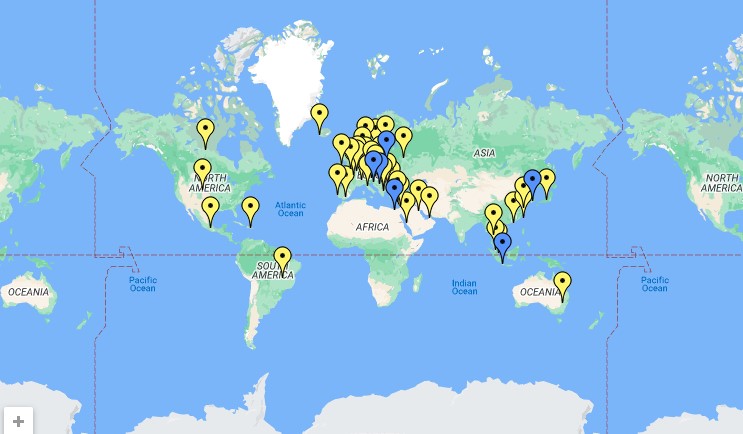 ASIA
NORTH
AMERICA
NORTH
AMERICA
Atlantic
Ocean
AFRICA
SOUTH
AMERICA
Pacific
Ocean
Indian
Ocean
Pacific
Ocean
OCEANIA
OCEANIA
+